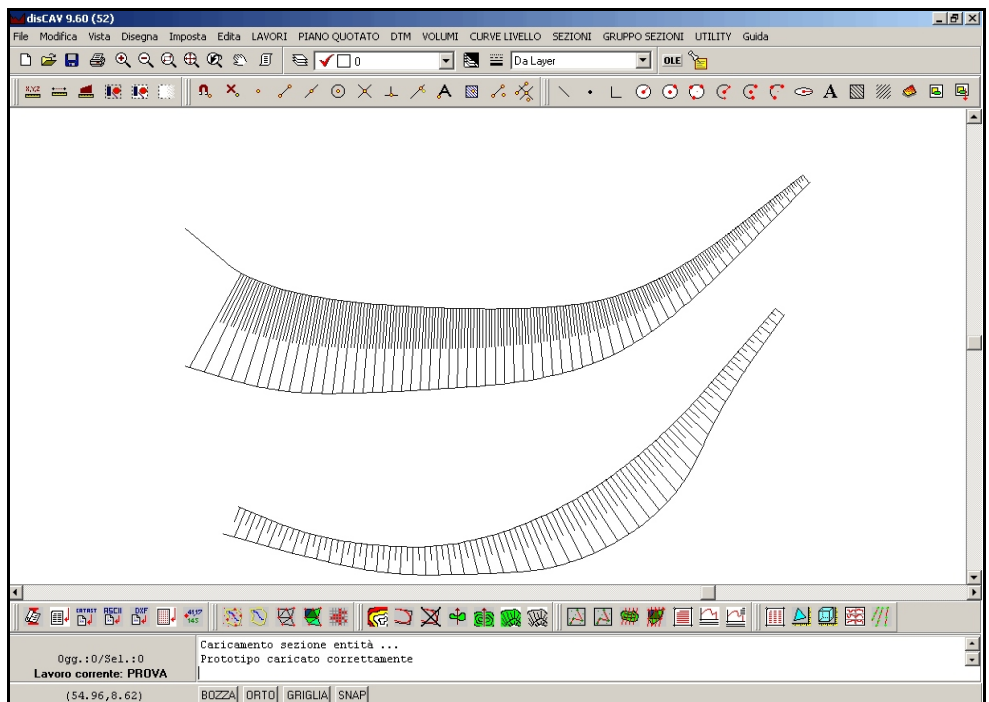 disCAV 9.60 (52)
File Modifica Vista Disegna Imposta Edita LAVORI PIANO QUOTATO DTM VOLUMI CURVE LIVELLO SEZIONI GRUPPO SEZIONI UTILITY Guida
0 Da Layer OLE
X,Y,Z A A
ASCII DXF
Caricamento sezione entità ...
Ogg.:0/Sel.:0 Prototipo caricato correttamente
Lavoro corrente: PROVA
(54.96,8.62) BOZZA ORTO GRIGLIA SNAP